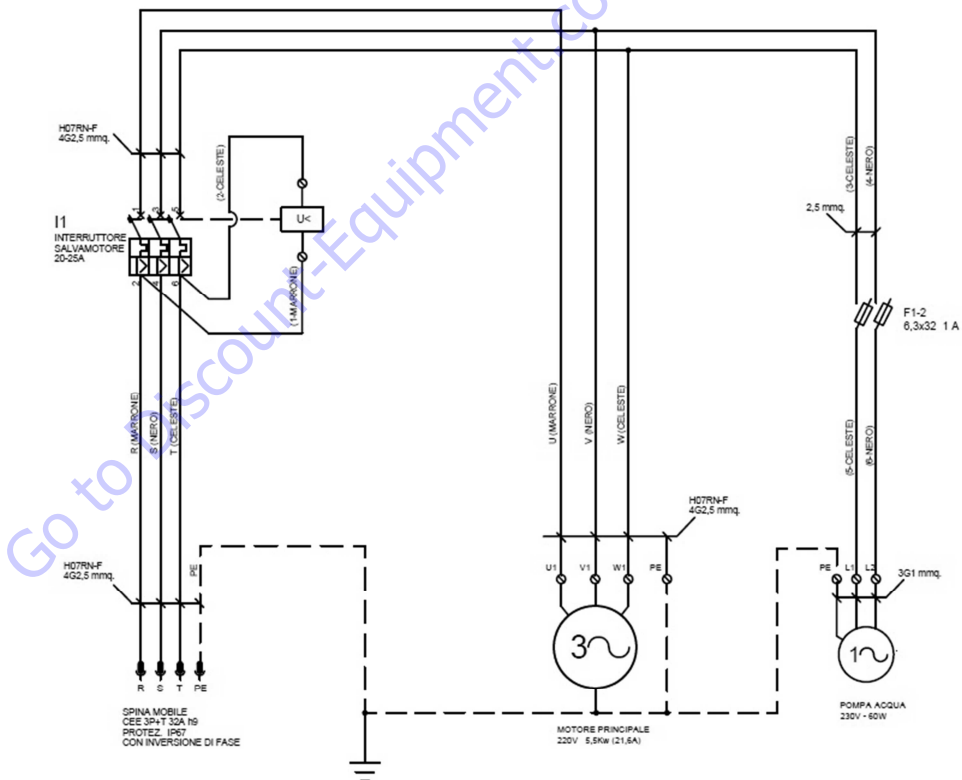 H07RN-F
4G2,5 mmq.
(2-CELESTE)
U<
(1-MARRONE)
I1
INTERRUTTORE
SALVAMOTORE
20-25A
1
3
5
2
4
6
R (MARRONE)
S (NERO)
T (CELESTE)
H07RN-F
4G2,5 mmq.
PE
R
S
T
PE
SPINA MOBILE
CEE 3P+T 32A h9
PROTEZ. IP67
CON INVERSIONE DI FASE
U (MARRONE)
V (NERO)
W (CELESTE)
H07RN-F
4G2,5 mmq.
U1
V1
W1
PE
3
MOTORE PRINCIPALE
220V 5,5Kw (21,6A)
(3-CELESTE)
(4-NERO)
2,5 mmq.
F1-2
6,3x32 1 A
(5-CELESTE)
(6-NERO)
PE
L1
L2
3G1 mmq.
1
POMPA ACQUA
230V - 60W
Go to Discount-Equipment.com